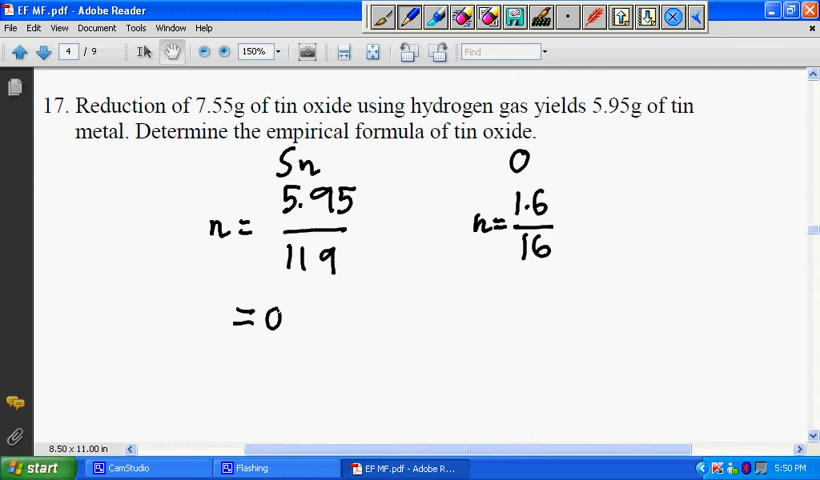 EF MF.pdf - Adobe Reader
File Edit View Document Tools Window Help
4 / 9 150% Find
17. Reduction of 7.55g of tin oxide using hydrogen gas yields 5.95g of tin
metal. Determine the empirical formula of tin oxide.
Sn O
n = 5.95 / 119 n = 1.6 / 16
= 0
8.50 x 11.00 in
start CamStudio Flashing EF MF.pdf - Adobe R... 5:50 PM